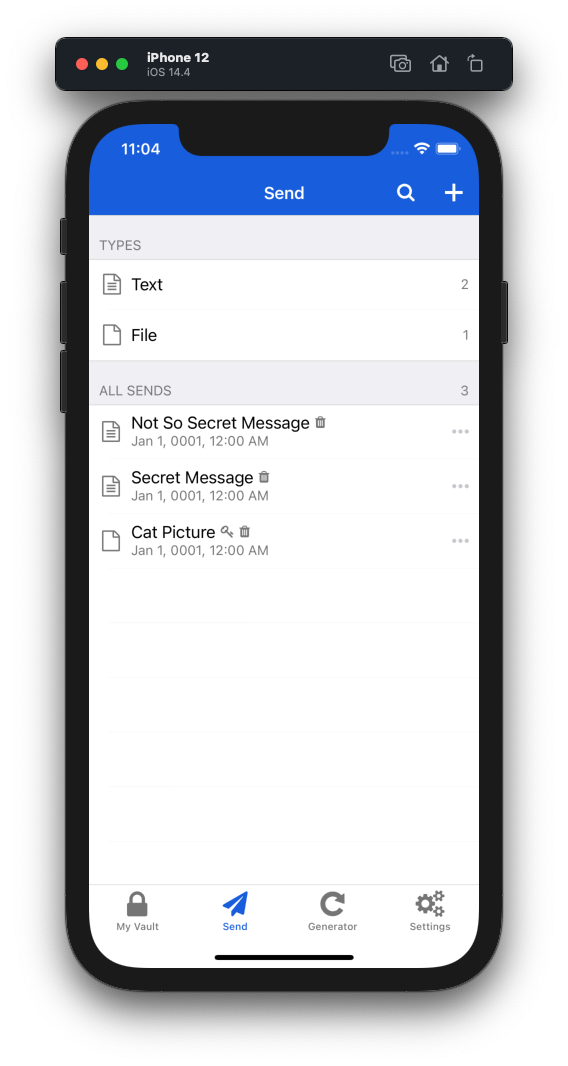 iPhone 12
iOS 14.4
11:04
Send
TYPES
Text 2
File 1
ALL SENDS 3
Not So Secret Message
Jan 1, 0001, 12:00 AM
Secret Message
Jan 1, 0001, 12:00 AM
Cat Picture
Jan 1, 0001, 12:00 AM
My Vault Send Generator Settings